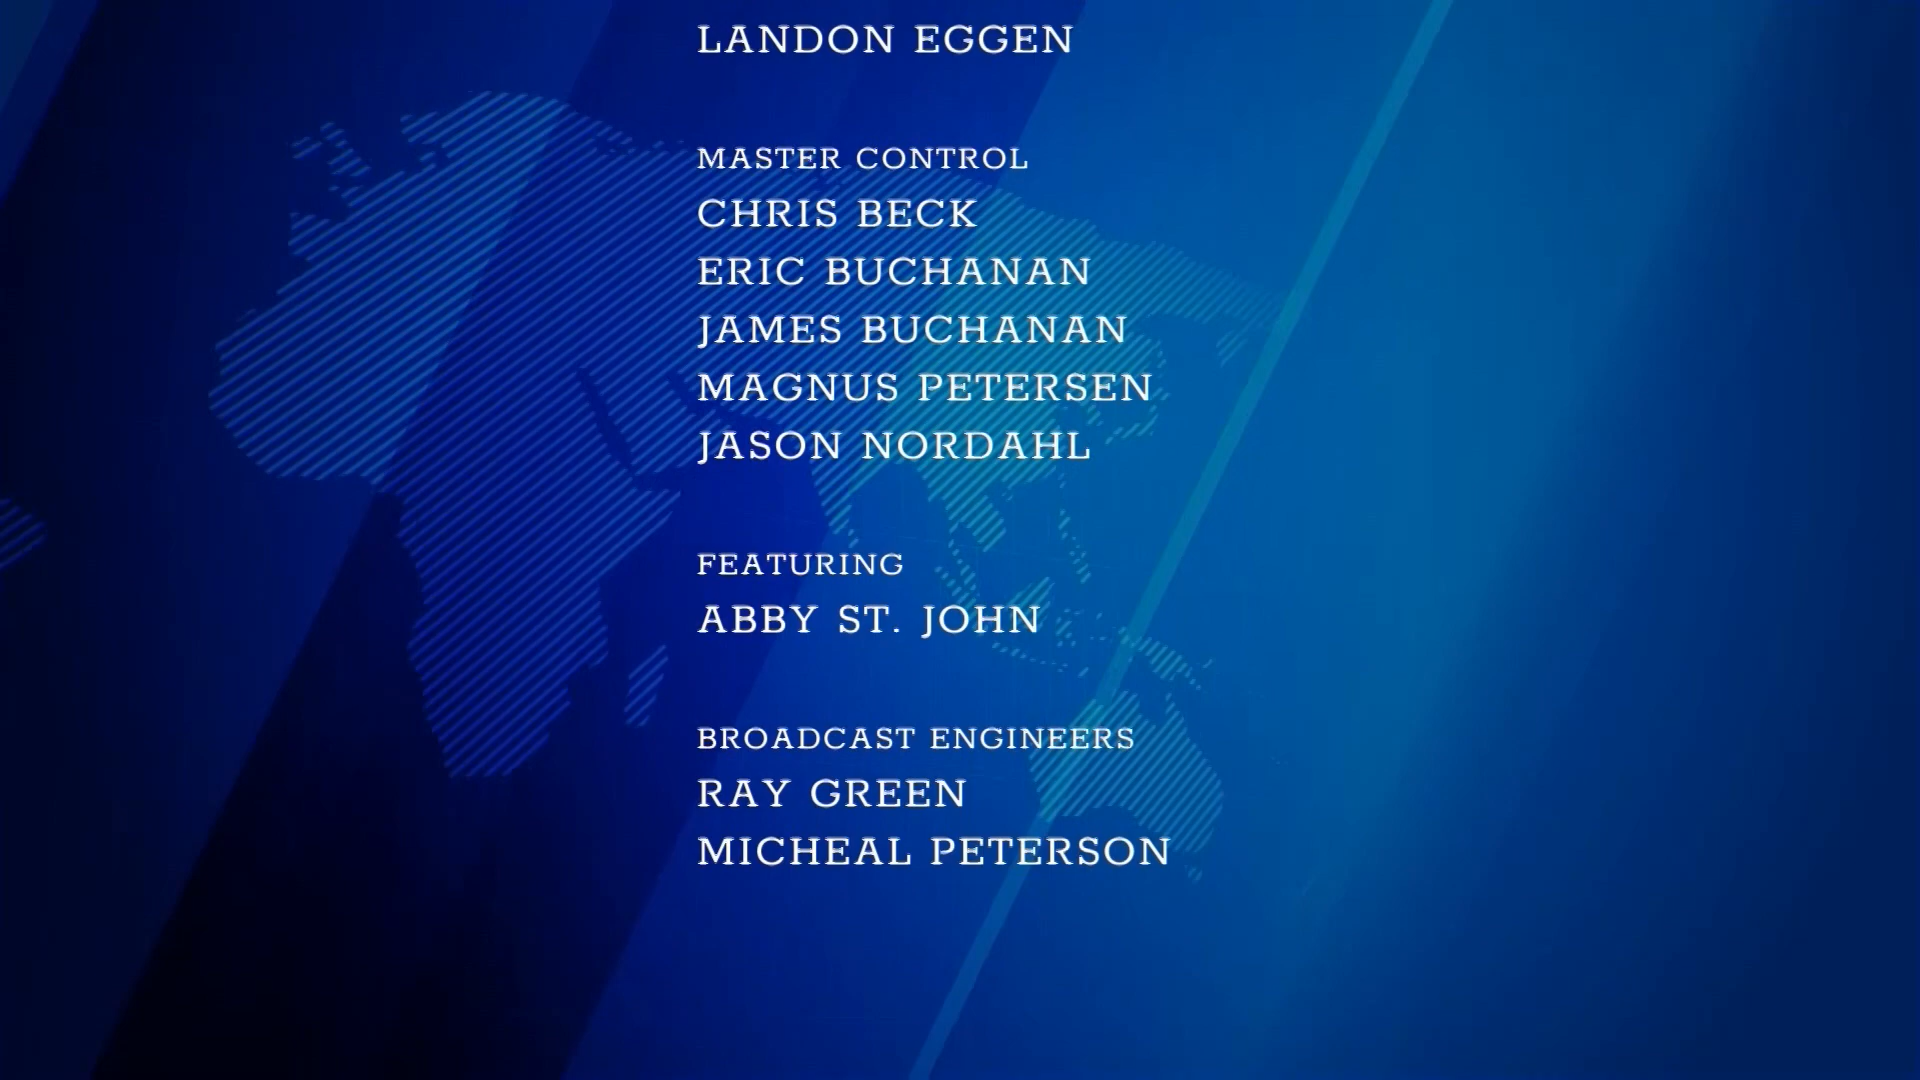 LANDON EGGEN
MASTER CONTROL
CHRIS BECK
ERIC BUCHANAN
JAMES BUCHANAN
MAGNUS PETERSEN
JASON NORDAHL
FEATURING
ABBY ST. JOHN
BROADCAST ENGINEERS
RAY GREEN
MICHEAL PETERSON